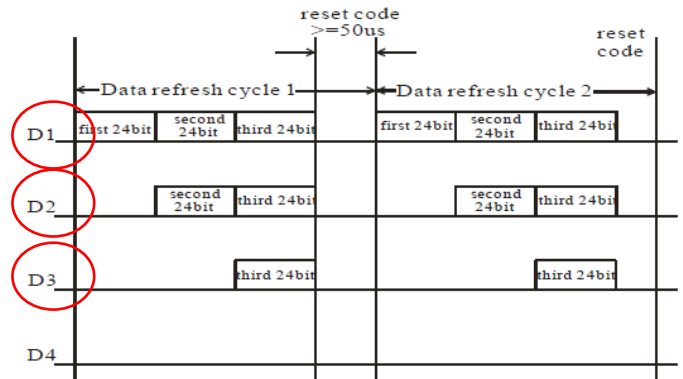 reset code
>=50us
reset
code
Data refresh cycle 1
Data refresh cycle 2
D1
first 24bit
second
24bit
third 24bit
first 24bit
second
24bit
third 24bit
D2
second
24bit
third 24bit
second
24bit
third 24bit
D3
third 24bit
third 24bit
D4